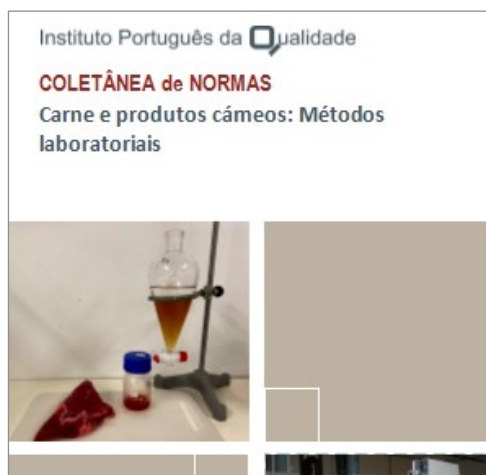 Instituto Português da Qualidade
COLETÂNEA de NORMAS
Carne e produtos cámeos: Métodos
laboratoriais